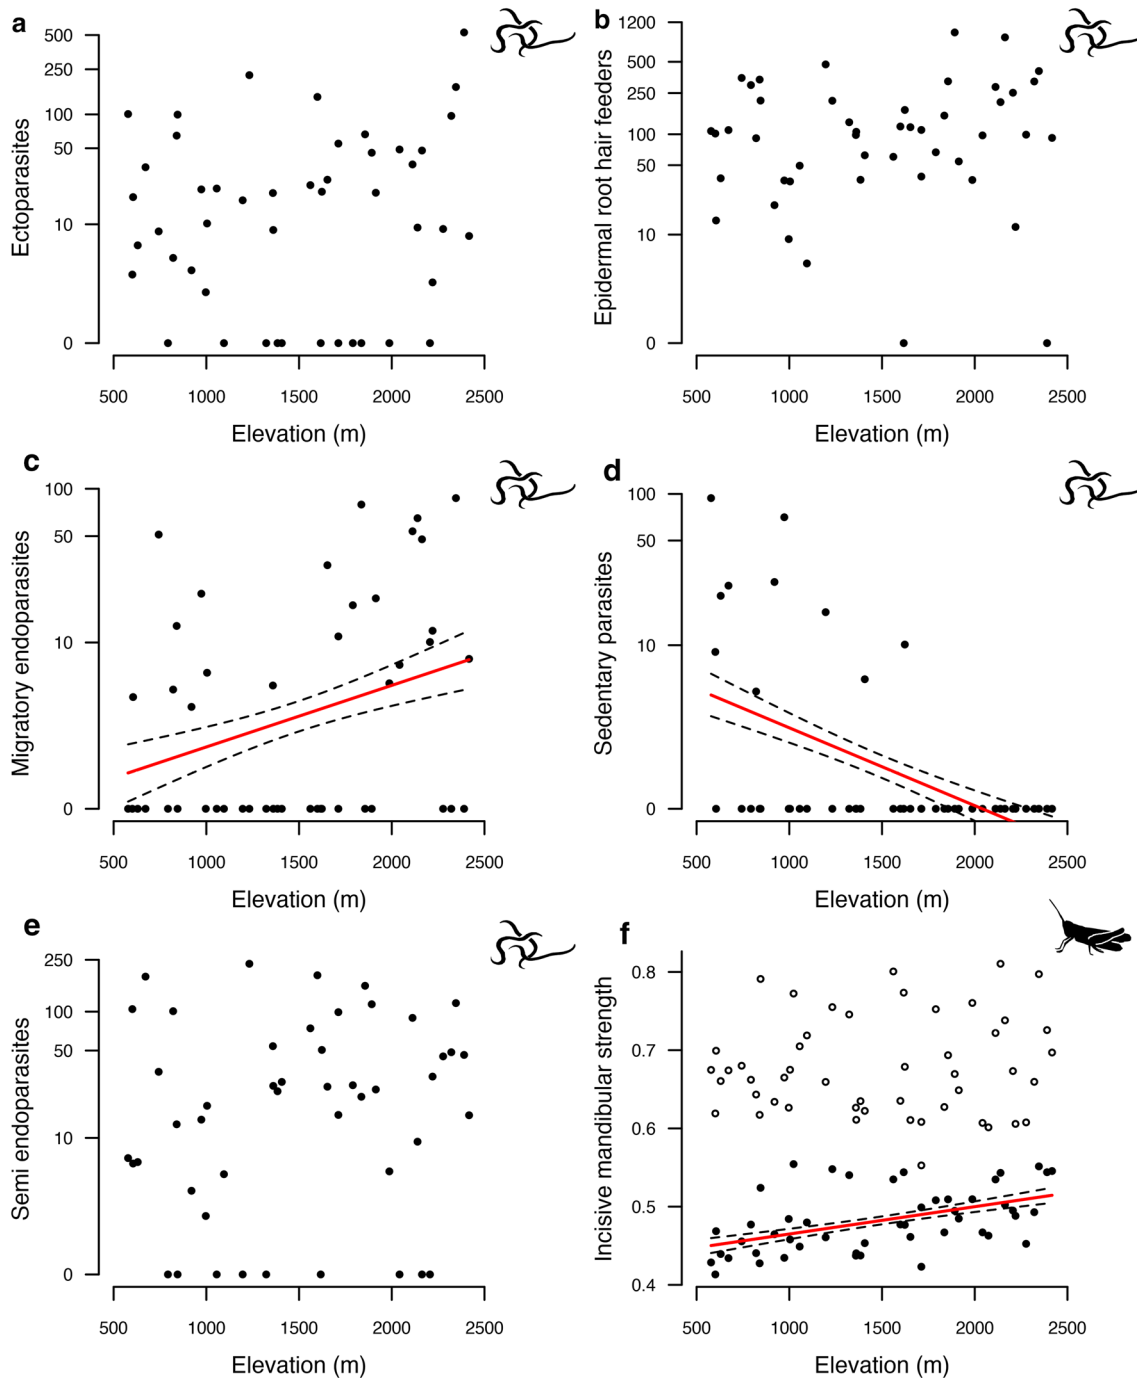 a
Ectoparasites
500
250
100
50
10
0
500 1000 1500 2000 2500
Elevation (m)
b
Epidermal root hair feeders
1200
500
250
100
50
10
0
500 1000 1500 2000 2500
Elevation (m)
c
Migratory endoparasites
100
50
10
0
500 1000 1500 2000 2500
Elevation (m)
d
Sedentary parasites
100
50
10
0
500 1000 1500 2000 2500
Elevation (m)
e
Semi endoparasites
250
100
50
10
0
500 1000 1500 2000 2500
Elevation (m)
f
Incisive mandibular strength
0.8
0.7
0.6
0.5
0.4
500 1000 1500 2000 2500
Elevation (m)